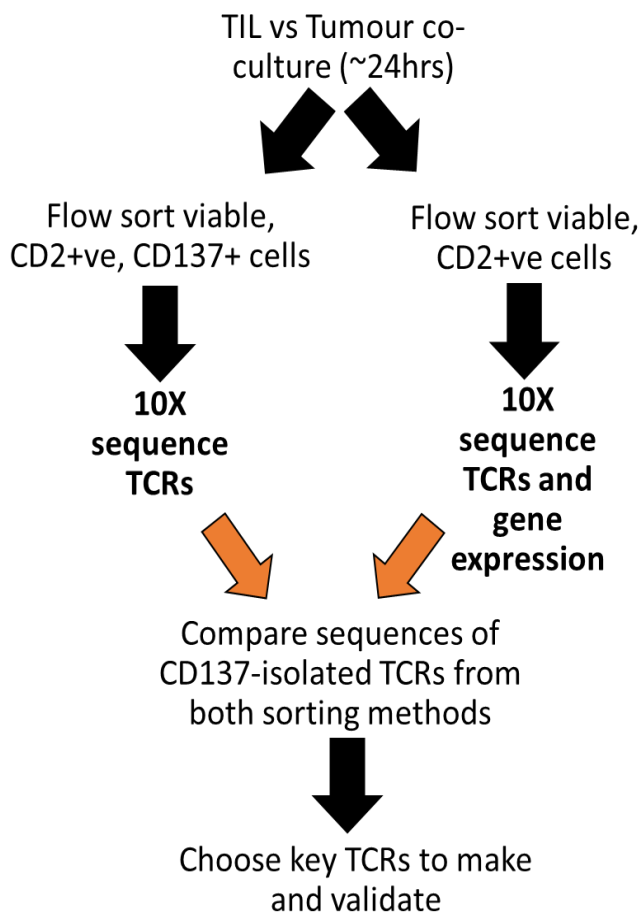 TIL vs Tumour co-
culture (~24hrs)
Flow sort viable,
CD2+ve, CD137+ cells
Flow sort viable,
CD2+ve cells
10X
sequence
TCRs
10X
sequence
TCRs and
gene
expression
Compare sequences of
CD137-isolated TCRs from
both sorting methods
Choose key TCRs to make
and validate